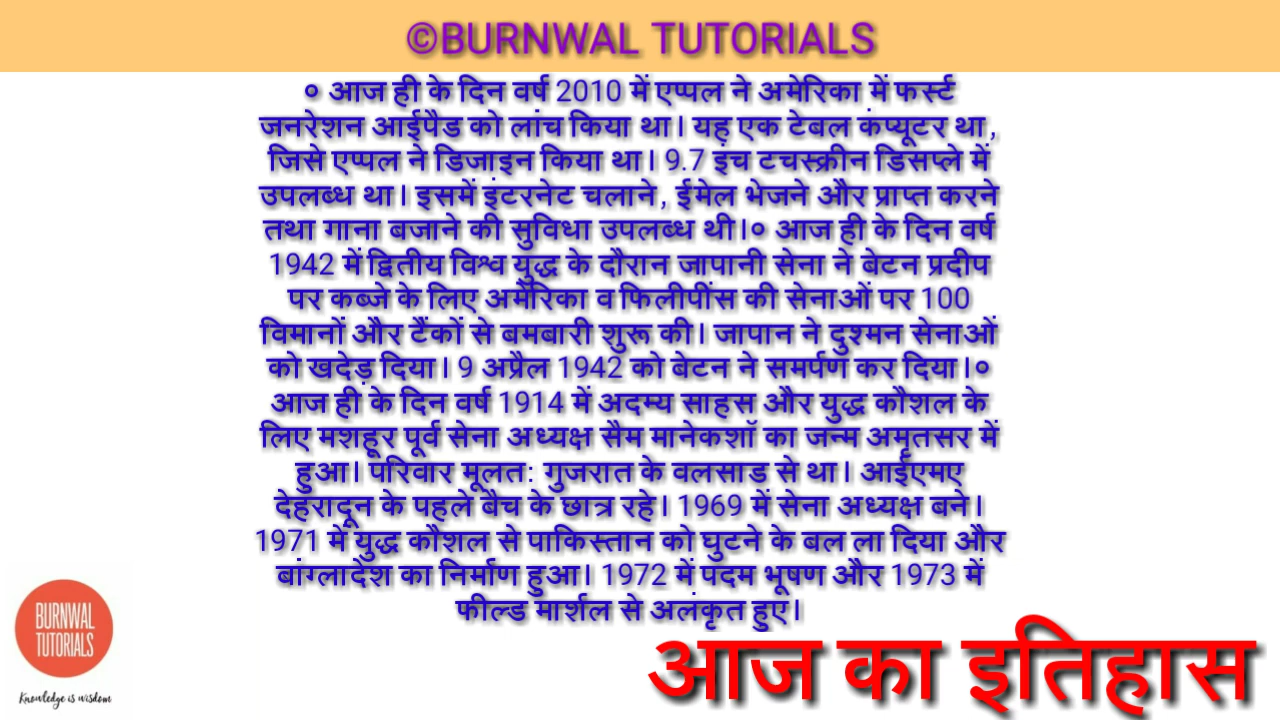 ©BURNWAL TUTORIALS
० आज ही के दिन वर्ष 2010 में एप्पल ने अमेरिका में फर्स्ट
जनरेशन आईपैड को लांच किया था। यह एक टेबल कंप्यूटर था,
जिसे एप्पल ने डिजाइन किया था। 9.7 इंच टचस्क्रीन डिसप्ले में
उपलब्ध था। इसमें इंटरनेट चलाने, ईमेल भेजने और प्राप्त करने
तथा गाना बजाने की सुविधा उपलब्ध थी।० आज ही के दिन वर्ष
1942 में द्वितीय विश्व युद्ध के दौरान जापानी सेना ने बेटन प्रदीप
पर कब्जे के लिए अमेरिका व फिलीपींस की सेनाओं पर 100
विमानों और टैंकों से बमबारी शुरू की। जापान ने दुश्मन सेनाओं
को खदेड़ दिया। 9 अप्रैल 1942 को बेटन ने समर्पण कर दिया।०
आज ही के दिन वर्ष 1914 में अदम्य साहस और युद्ध कौशल के
लिए मशहूर पूर्व सेना अध्यक्ष सैम मानेकशॉ का जन्म अमृतसर में
हुआ। परिवार मूलत: गुजरात के वलसाड़ से था। आईएमए
देहरादून के पहले बैच के छात्र रहे। 1969 में सेना अध्यक्ष बने।
1971 में युद्ध कौशल से पाकिस्तान को घुटने के बल ला दिया और
बांग्लादेश का निर्माण हुआ। 1972 में पदम भूषण और 1973 में
फील्ड मार्शल से अलंकृत हुए।
BURNWAL
TUTORIALS
Knowledge is wisdom
आज का इतिहास